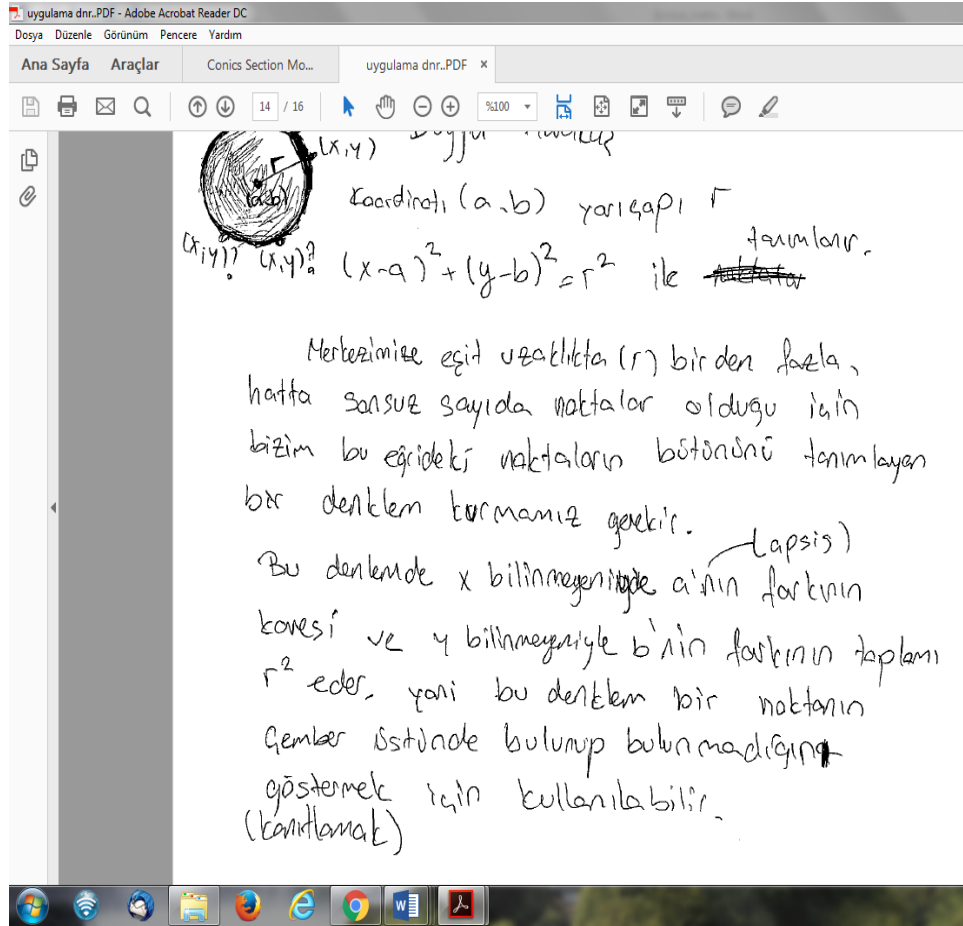 uygulama dnr..PDF - Adobe Acrobat Reader DC
Dosya Düzenle Görünüm Pencere Yardım
Ana Sayfa Araçlar Conics Section Mo... uygulama dnr..PDF ×
14 / 16 %100
(x,y)
r
(a,b)
Koordinatı (a,b) yarıçapı r
(x,y)? (x,y)? (x-a)²+(y-b)²=r² ile tanımlanır.
Merkezimize eşit uzaklıkta (r) birden fazla,
hatta sonsuz sayıda noktalar olduğu için
bizim bu eğrideki noktaların bütününü tanımlayan
bir denklem kurmamız gerekir.
(apsis)
Bu denlemde x bilinmeyeniyle a'nın farkının
karesi ve y bilinmeyeniyle b'nin farkının toplamı
r² eder, yani bu denklem bir noktanın
Çember üstünde bulunup bulunmadığını
göstermek için kullanılabilir.
(kanıtlamak)